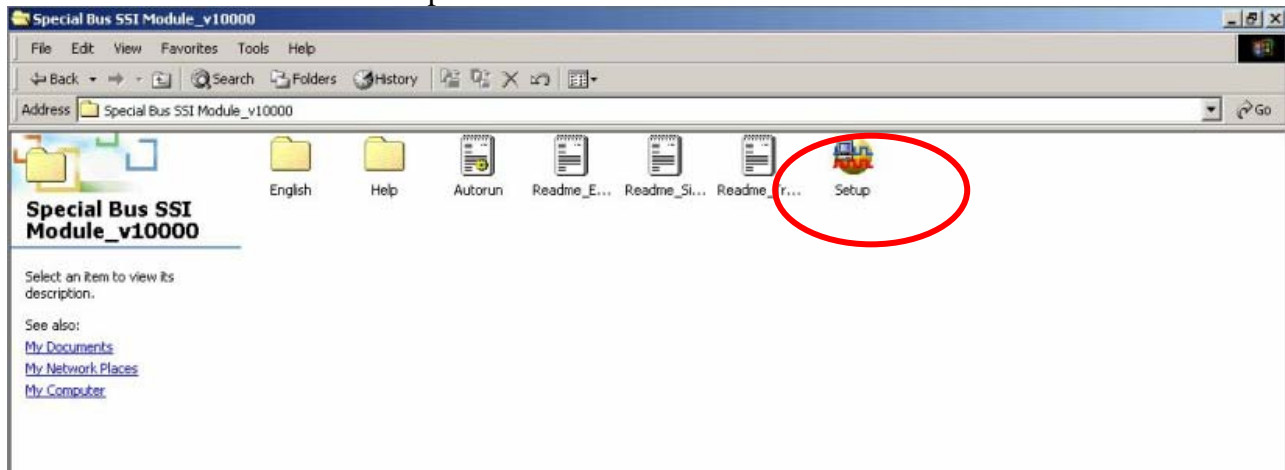 Special Bus SSI Module_v10000
File Edit View Favorites Tools Help
Back Search Folders History
Address Special Bus SSI Module_v10000 Go
English Help Autorun Readme_E... Readme_Si... Readme_Tr... Setup
Special Bus SSI
Module_v10000
Select an item to view its
description.
See also:
My Documents
My Network Places
My Computer